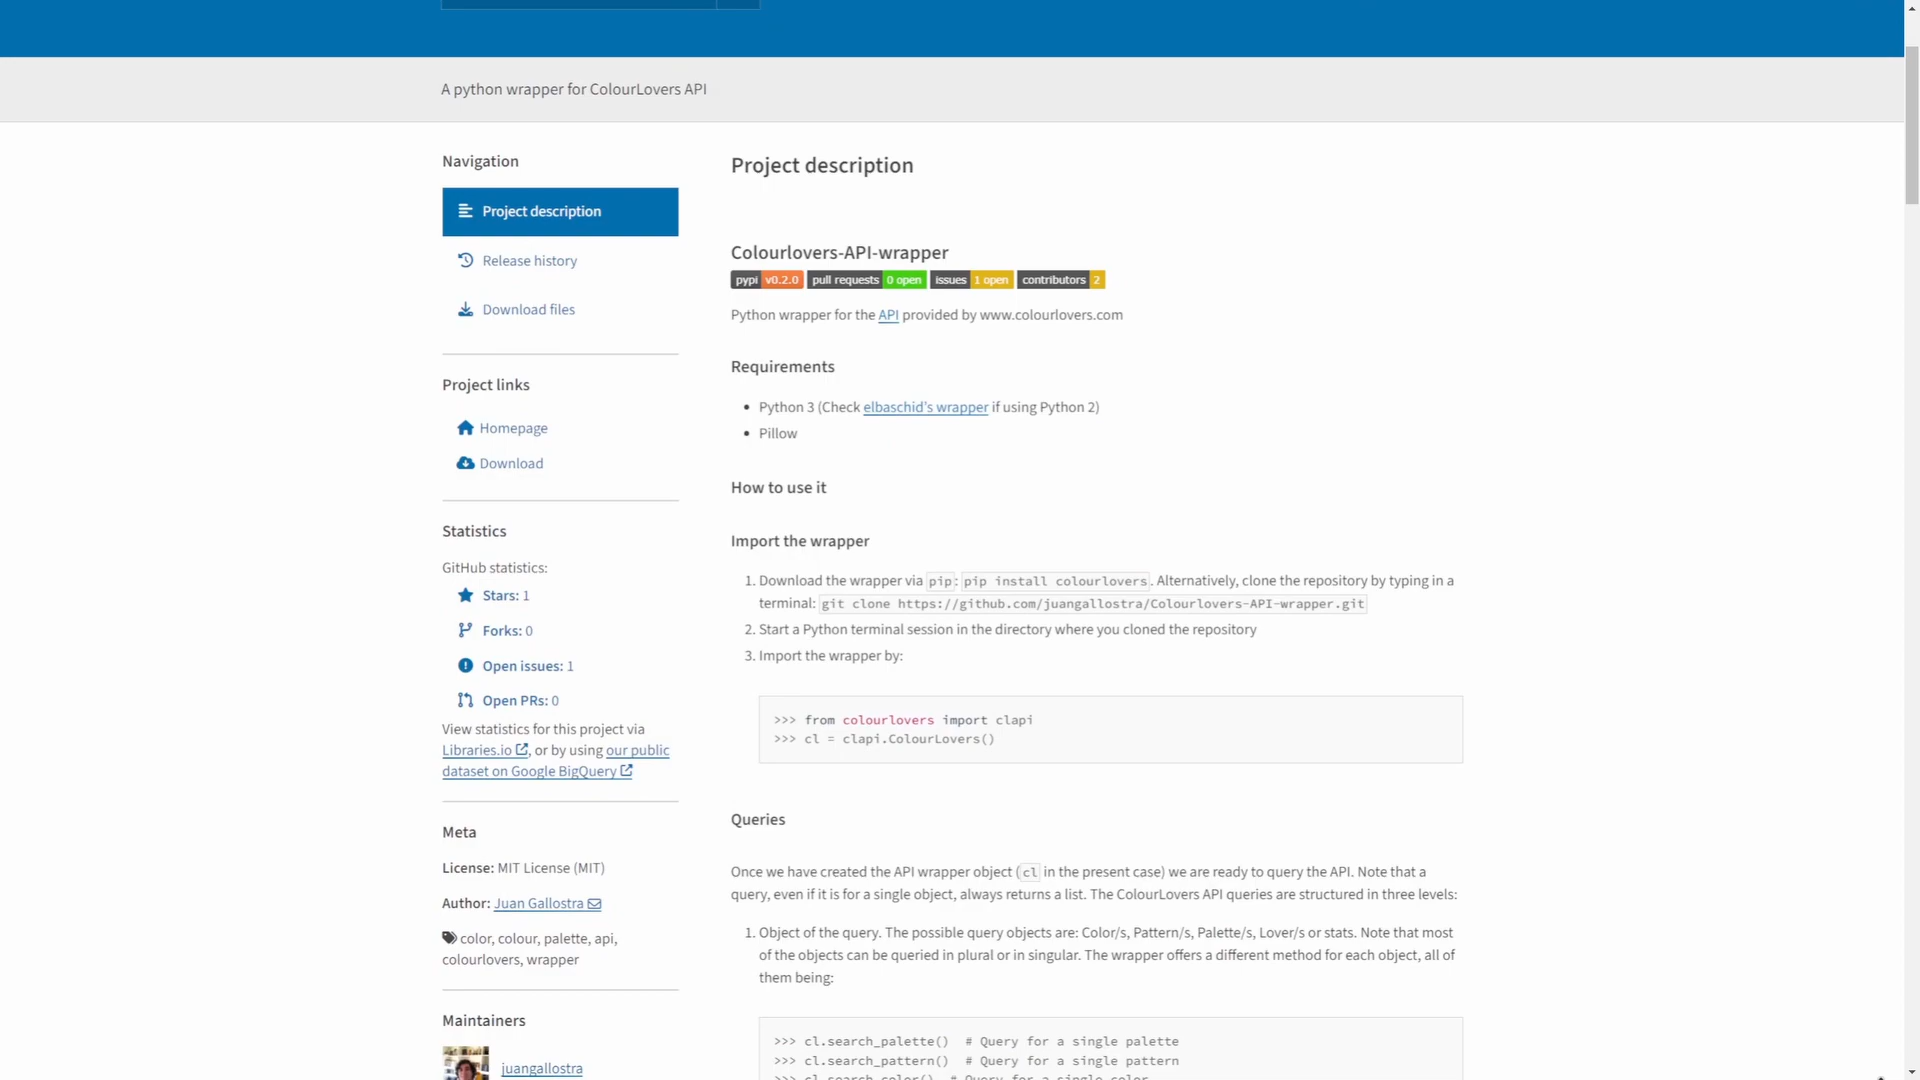 A python wrapper for ColourLovers API
Navigation
Project description
Release history
Download files
Project links
Homepage
Download
Statistics
GitHub statistics:
Stars: 1
Forks: 0
Open issues: 1
Open PRs: 0
View statistics for this project via
Libraries.io, or by using our public
dataset on Google BigQuery
Meta
License: MIT License (MIT)
Author: Juan Gallostra
color, colour, palette, api,
colourlovers, wrapper
Maintainers
juangallostra
Project description
Colourlovers-API-wrapper
pypi v0.2.0 pull requests 0 open issues 1 open contributors 2
Python wrapper for the API provided by www.colourlovers.com
Requirements
• Python 3 (Check elbaschid's wrapper if using Python 2)
• Pillow
How to use it
Import the wrapper
1. Download the wrapper via pip: pip install colourlovers. Alternatively, clone the repository by typing in a
terminal: git clone https://github.com/juangallostra/Colourlovers-API-wrapper.git
2. Start a Python terminal session in the directory where you cloned the repository
3. Import the wrapper by:
>>> from colourlovers import clapi
>>> cl = clapi.ColourLovers()
Queries
Once we have created the API wrapper object (cl in the present case) we are ready to query the API. Note that a
query, even if it is for a single object, always returns a list. The ColourLovers API queries are structured in three levels:
1. Object of the query. The possible query objects are: Color/s, Pattern/s, Palette/s, Lover/s or stats. Note that most
of the objects can be queried in plural or in singular. The wrapper offers a different method for each object, all of
them being:
>>> cl.search_palette() # Query for a single palette
>>> cl.search_pattern() # Query for a single pattern
>>> cl.search_color() # Query for a single color